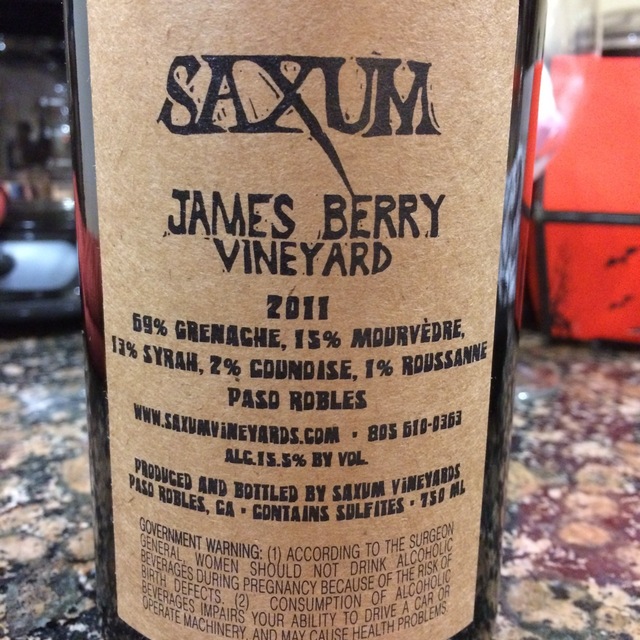 SAXUM
JAMES BERRY
VINEYARD
2011
69% GRENACHE, 15% MOURVÈDRE,
13% SYRAH, 2% COUNOISE, 1% ROUSSANNE
PASO ROBLES
WWW.SAXUMVINEYARDS.COM · 805 610-0363
ALC.15.5% BY VOL.
PRODUCED AND BOTTLED BY SAXUM VINEYARDS
PASO ROBLES, CA · CONTAINS SULFITES · 750 ML
GOVERNMENT WARNING: (1) ACCORDING TO THE SURGEON
GENERAL WOMEN SHOULD NOT DRINK ALCOHOLIC
BEVERAGES DURING PREGNANCY BECAUSE OF THE RISK OF
BIRTH DEFECTS. (2) CONSUMPTION OF ALCOHOLIC
BEVERAGES IMPAIRS YOUR ABILITY TO DRIVE A CAR OR
OPERATE MACHINERY, AND MAY CAUSE HEALTH PROBLEMS.